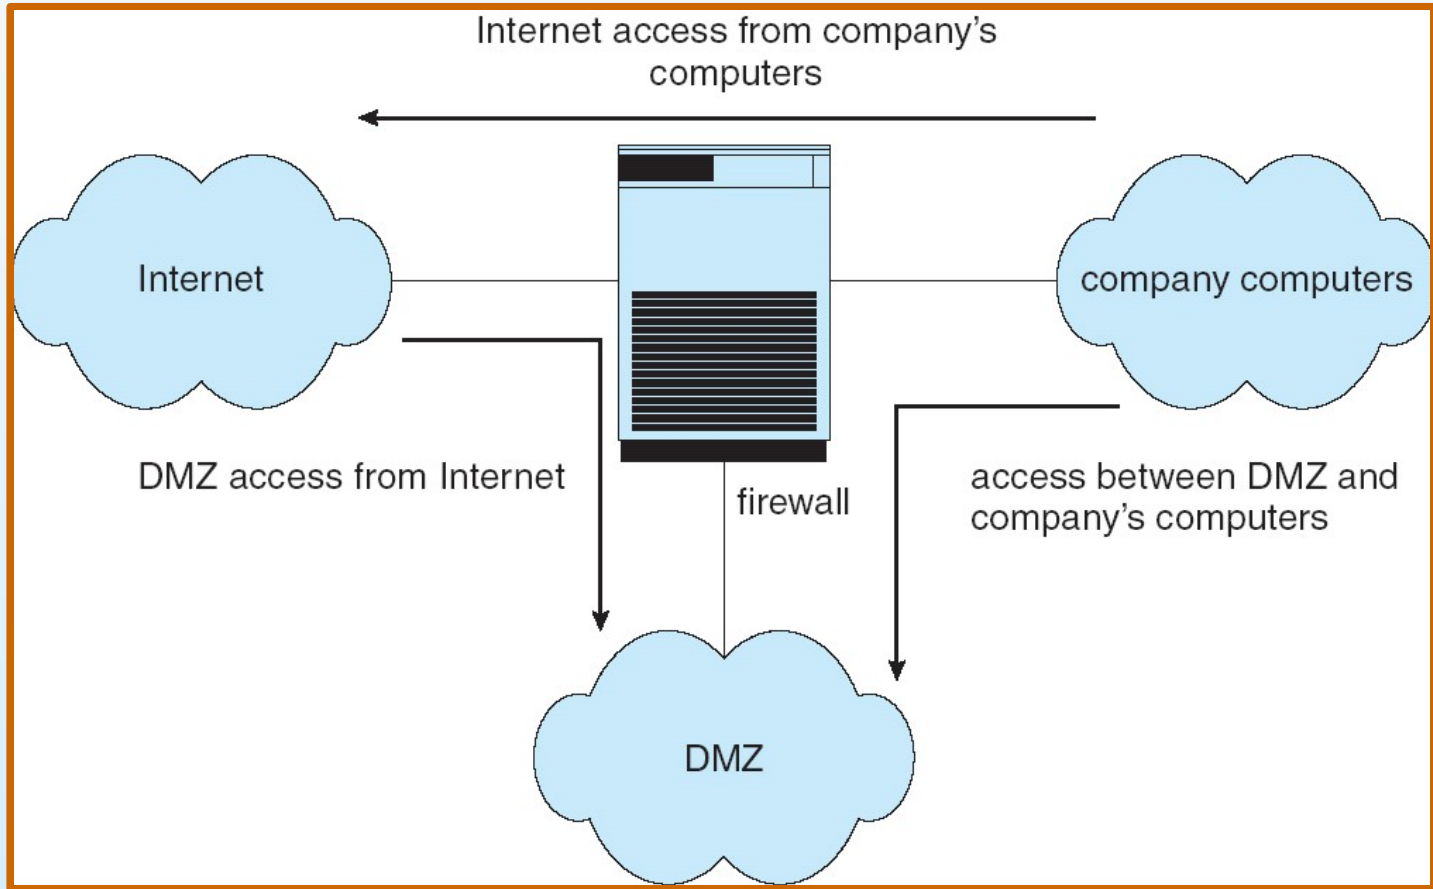 Internet access from company's
computers
Internet
company computers
DMZ access from Internet
firewall
access between DMZ and
company's computers
DMZ